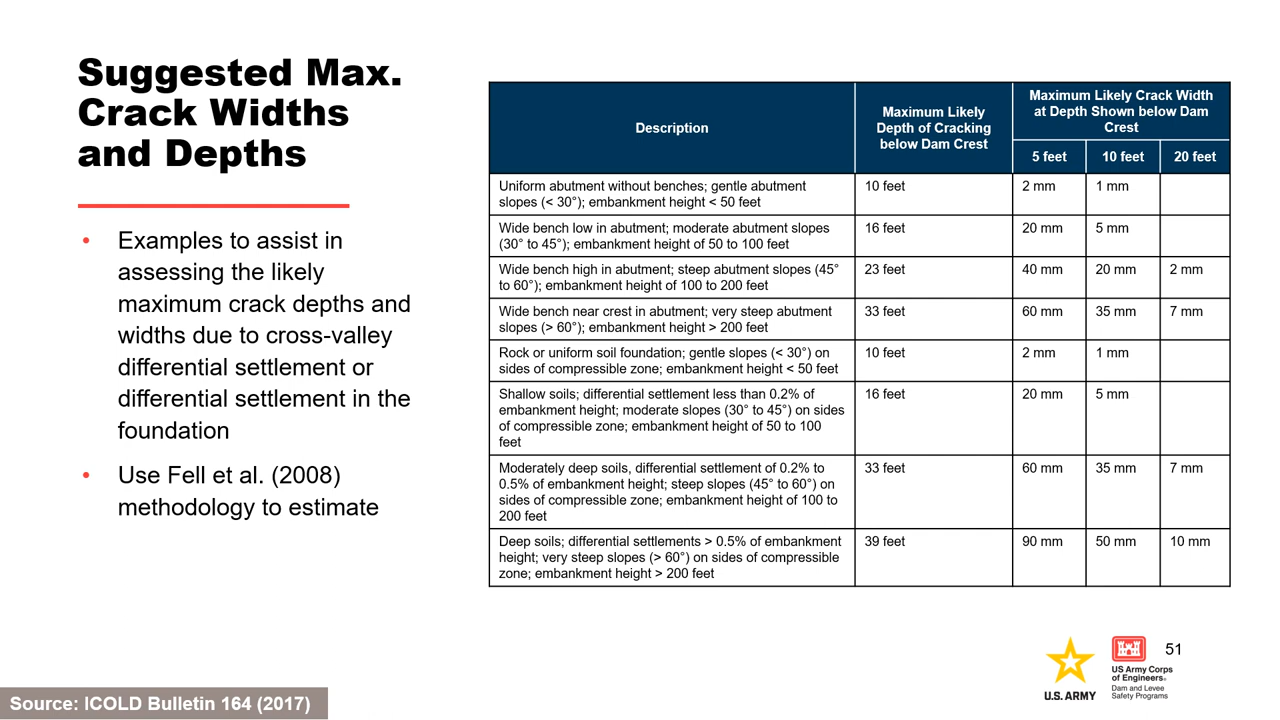 Suggested Max.
Crack Widths
and Depths
• Examples to assist in
assessing the likely
maximum crack depths and
widths due to cross-valley
differential settlement or
differential settlement in the
foundation
• Use Fell et al. (2008)
methodology to estimate
Description
Maximum Likely
Depth of Cracking
below Dam Crest
Maximum Likely Crack Width
at Depth Shown below Dam
Crest
5 feet 10 feet 20 feet
Uniform abutment without benches; gentle abutment
slopes (< 30°); embankment height < 50 feet
10 feet 2 mm 1 mm
Wide bench low in abutment; moderate abutment slopes
(30° to 45°); embankment height of 50 to 100 feet
16 feet 20 mm 5 mm
Wide bench high in abutment; steep abutment slopes (45°
to 60°); embankment height of 100 to 200 feet
23 feet 40 mm 20 mm 2 mm
Wide bench near crest in abutment; very steep abutment
slopes (> 60°); embankment height > 200 feet
33 feet 60 mm 35 mm 7 mm
Rock or uniform soil foundation; gentle slopes (< 30°) on
sides of compressible zone; embankment height < 50 feet
10 feet 2 mm 1 mm
Shallow soils; differential settlement less than 0.2% of
embankment height; moderate slopes (30° to 45°) on sides
of compressible zone; embankment height of 50 to 100
feet
16 feet 20 mm 5 mm
Moderately deep soils, differential settlement of 0.2% to
0.5% of embankment height; steep slopes (45° to 60°) on
sides of compressible zone; embankment height of 100 to
200 feet
33 feet 60 mm 35 mm 7 mm
Deep soils; differential settlements > 0.5% of embankment
height; very steep slopes (> 60°) on sides of compressible
zone; embankment height > 200 feet
39 feet 90 mm 50 mm 10 mm
51
U.S. ARMY
US Army Corps
of Engineers®
Dam and Levee
Safety Programs
Source: ICOLD Bulletin 164 (2017)